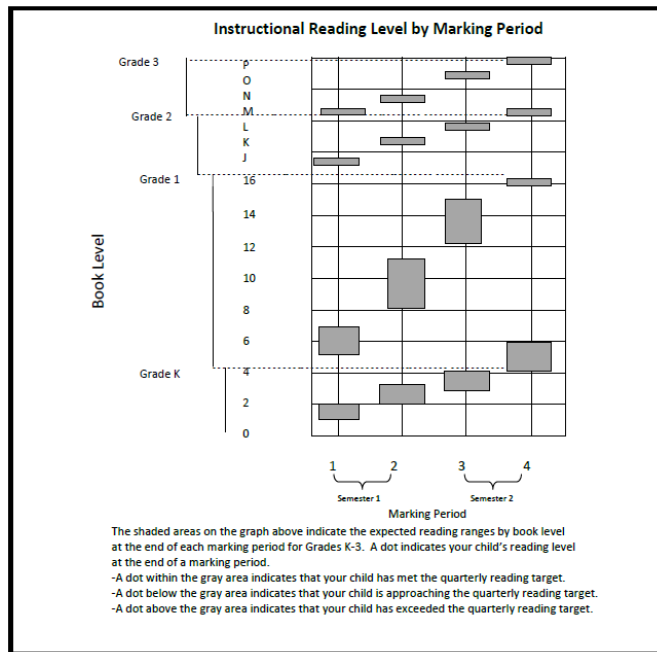 Instructional Reading Level by Marking Period
Grade 3
P
O
N
M
Grade 2
L
K
J
Grade 1
16
14
12
Book Level
10
8
6
4
Grade K
2
0
1 2 3 4
Semester 1 Semester 2
Marking Period
The shaded areas on the graph above indicate the expected reading ranges by book level
at the end of each marking period for Grades K-3. A dot indicates your child's reading level
at the end of a marking period.
-A dot within the gray area indicates that your child has met the quarterly reading target.
-A dot below the gray area indicates that your child is approaching the quarterly reading target.
-A dot above the gray area indicates that your child has exceeded the quarterly reading target.